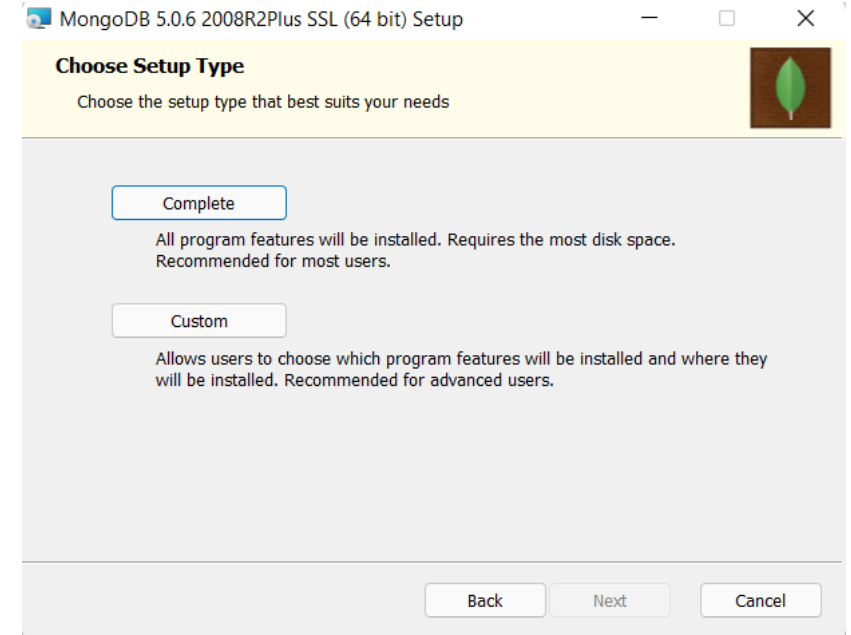 MongoDB 5.0.6 2008R2Plus SSL (64 bit) Setup
Choose Setup Type
Choose the setup type that best suits your needs
Complete
All program features will be installed. Requires the most disk space.
Recommended for most users.
Custom
Allows users to choose which program features will be installed and where they
will be installed. Recommended for advanced users.
Back
Next
Cancel